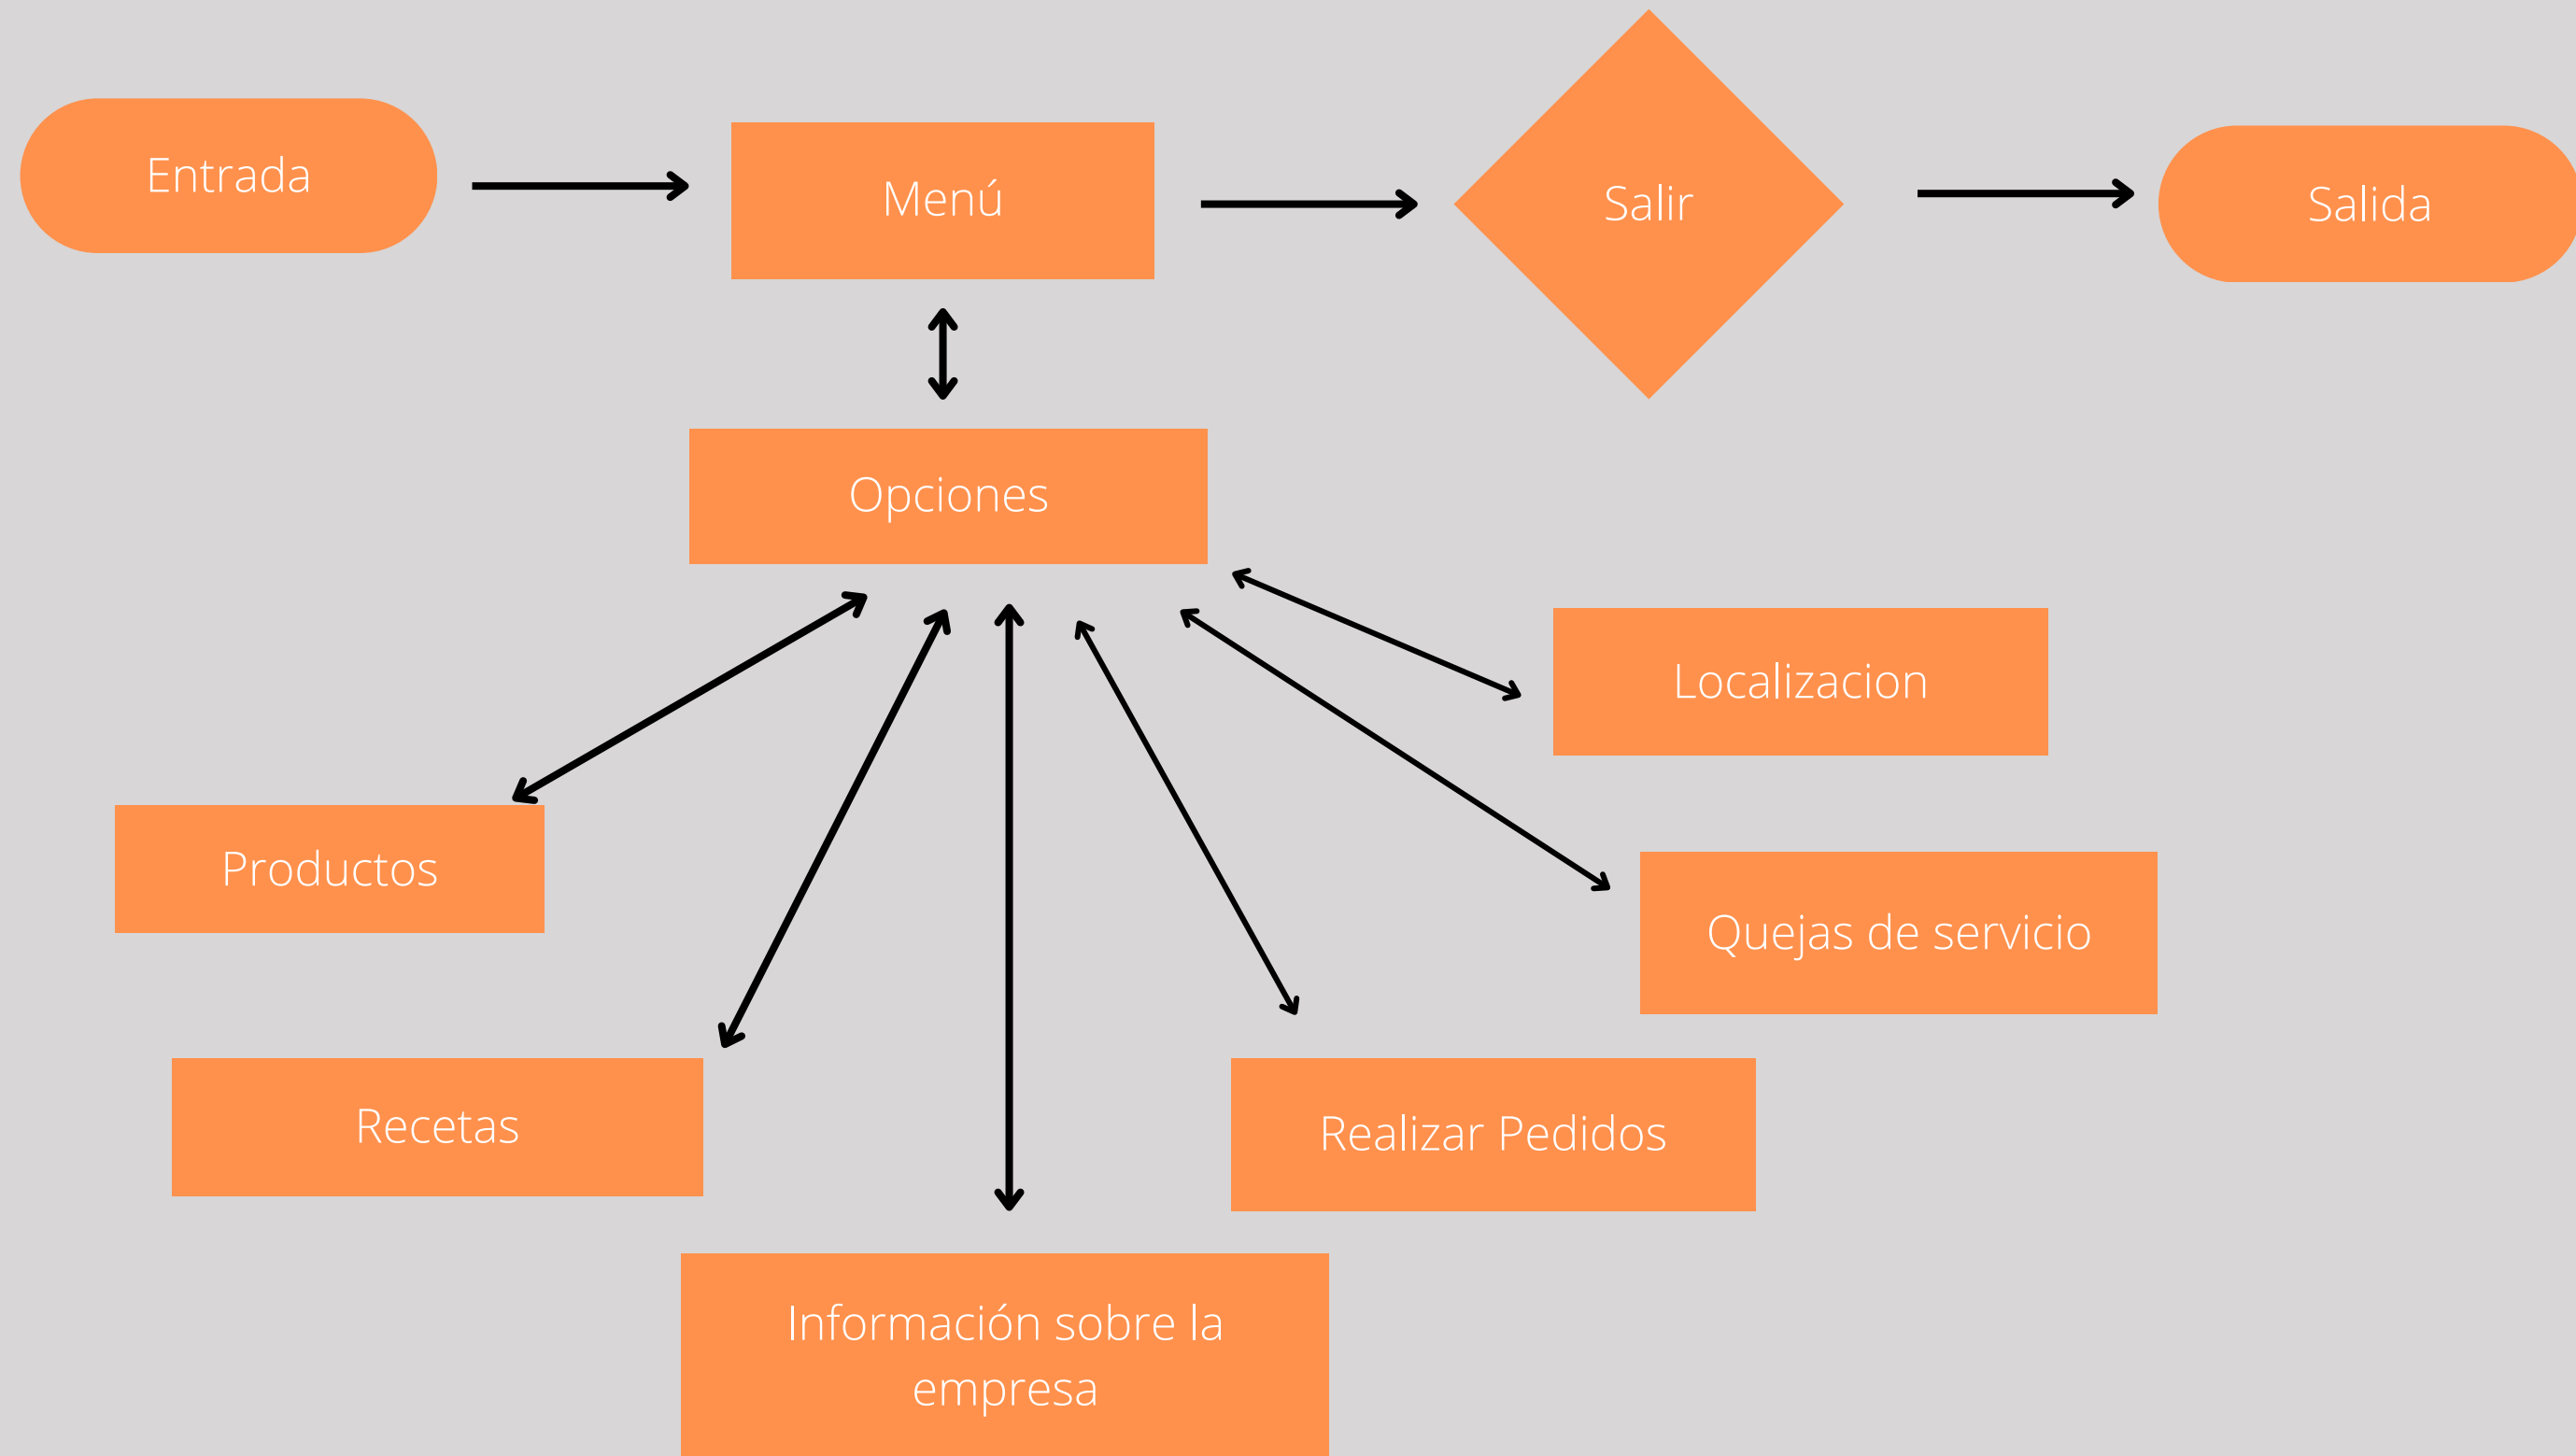 Entrada
Menú
Salir
Salida
Opciones
Localizacion
Productos
Quejas de servicio
Recetas
Realizar Pedidos
Información sobre la
empresa